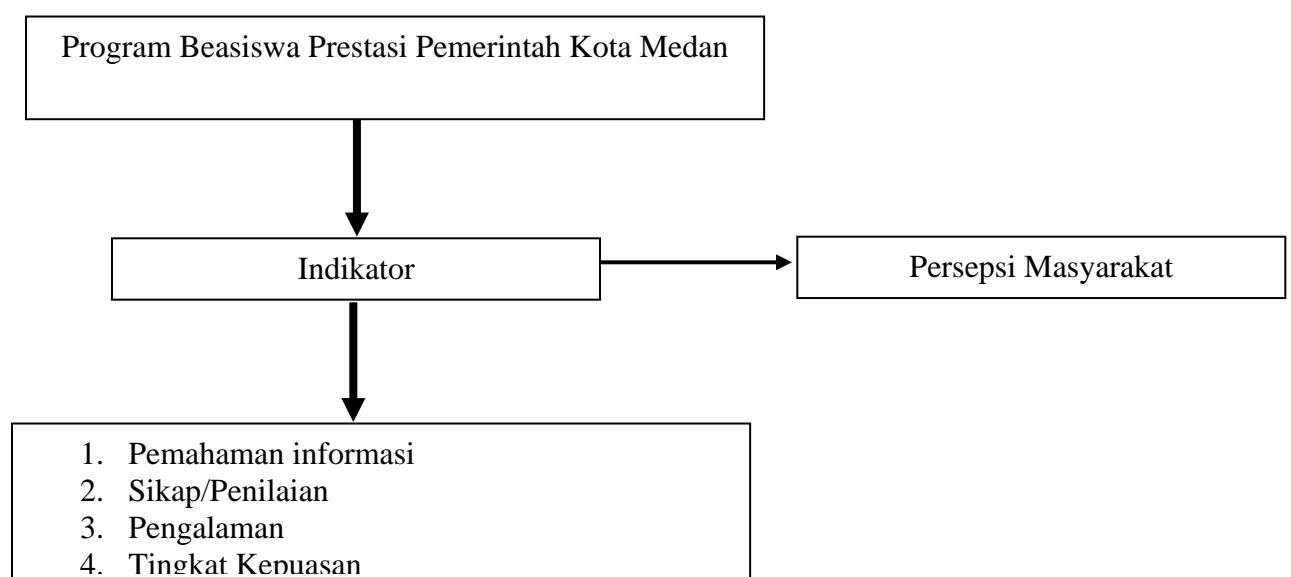 Program Beasiswa Prestasi Pemerintah Kota Medan
Indikator
Persepsi Masyarakat
1. Pemahaman informasi
2. Sikap/Penilaian
3. Pengalaman
4. Tingkat Kepuasan